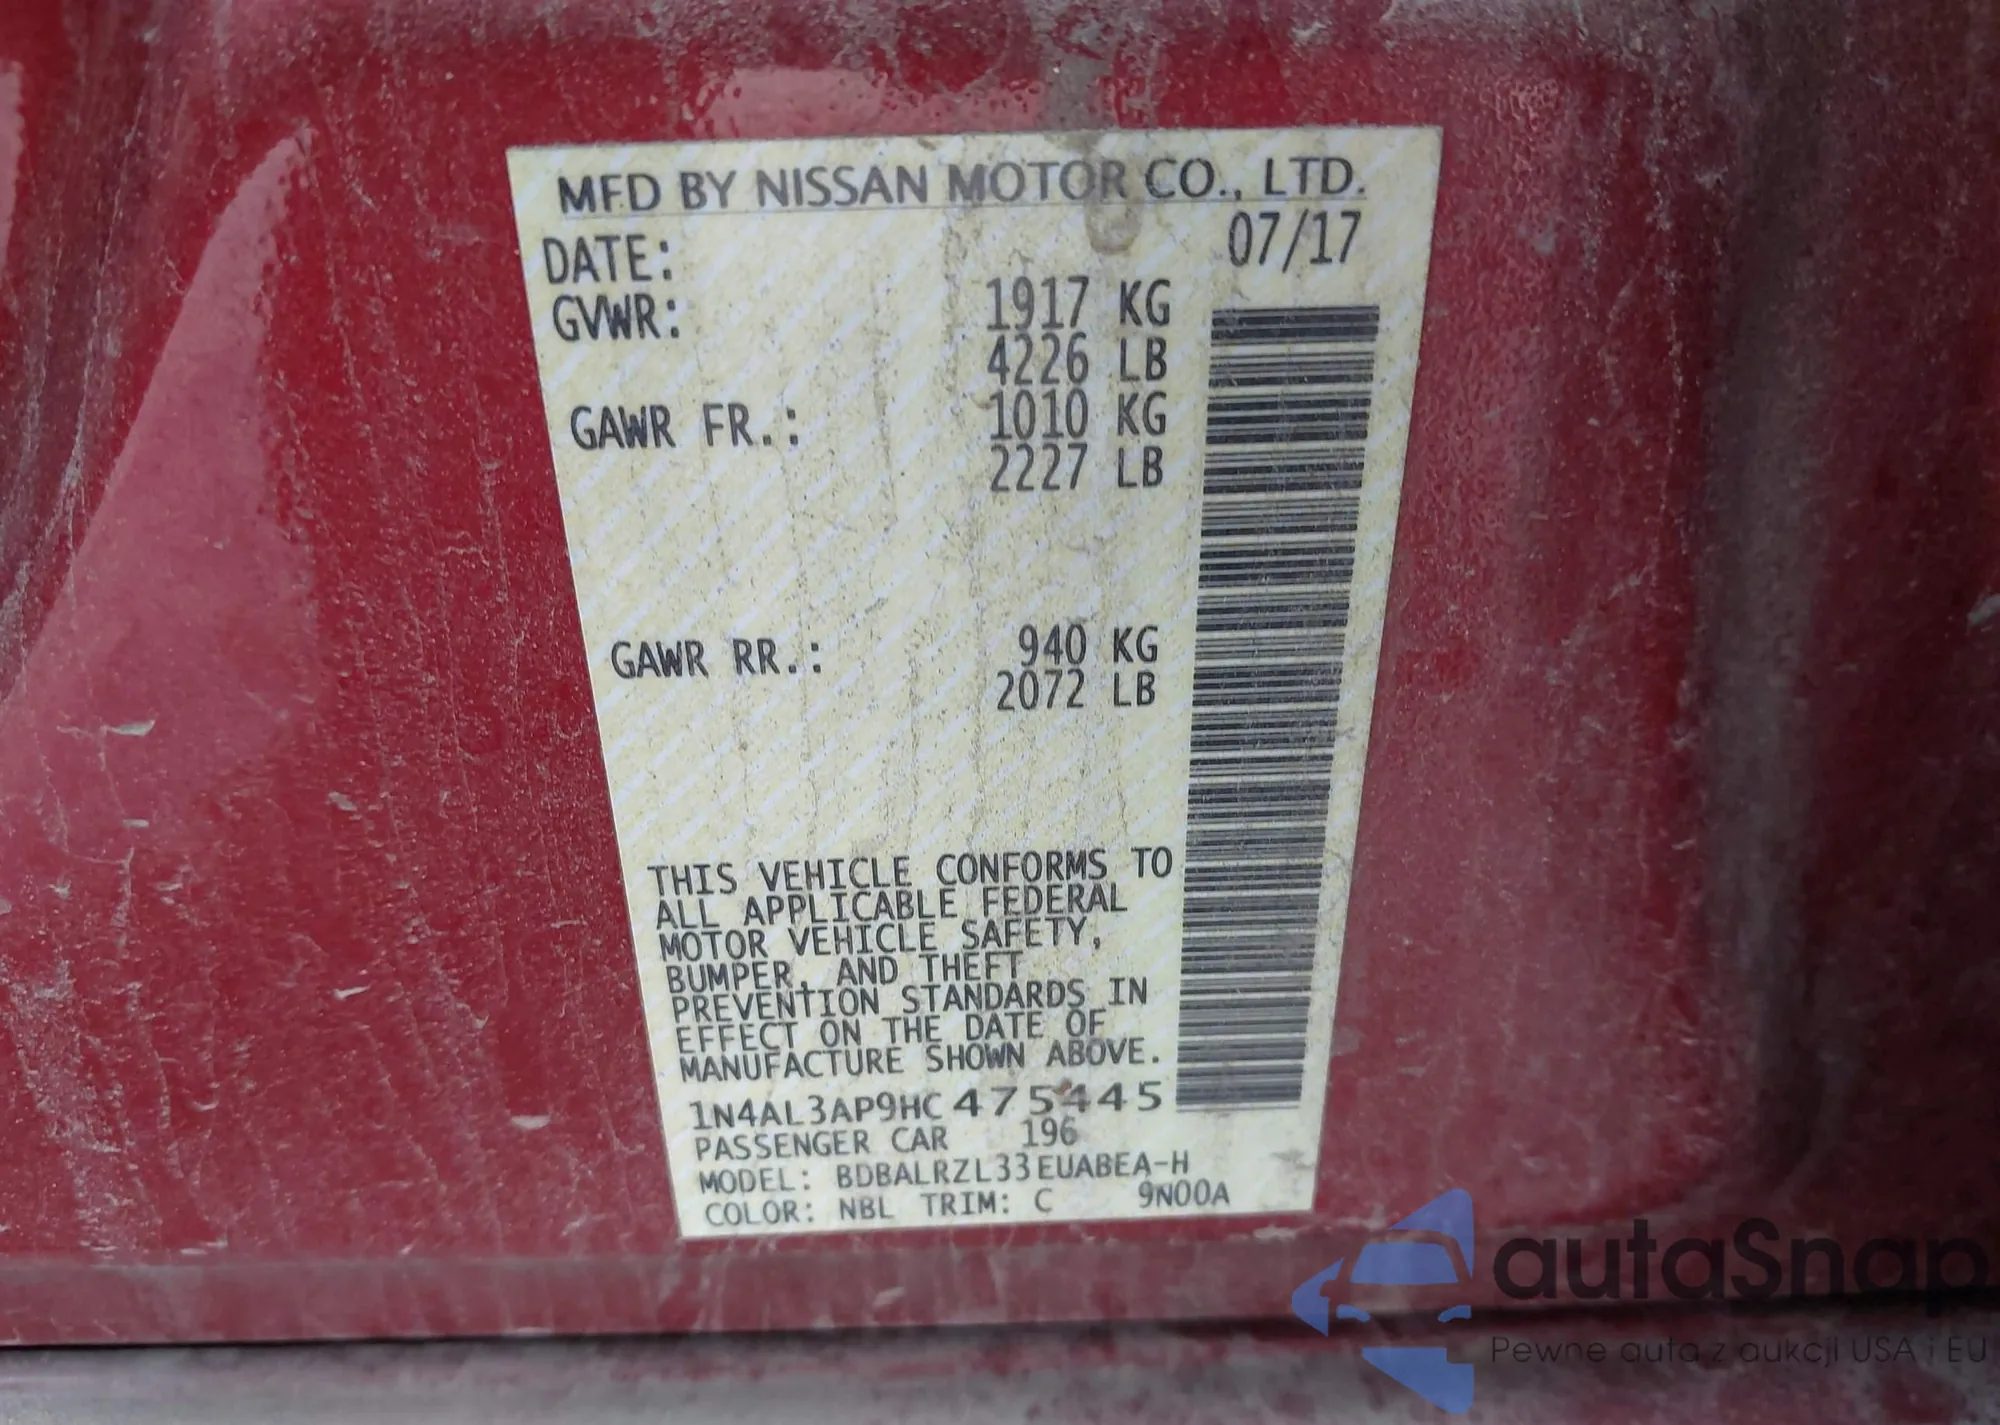 MFD BY NISSAN MOTOR CO., LTD.
DATE: 07/17
GVWR: 1917 KG
4226 LB
GAWR FR.: 1010 KG
2227 LB
GAWR RR.: 940 KG
2072 LB
THIS VEHICLE CONFORMS TO
ALL APPLICABLE FEDERAL
MOTOR VEHICLE SAFETY,
BUMPER, AND THEFT
PREVENTION STANDARDS IN
EFFECT ON THE DATE OF
MANUFACTURE SHOWN ABOVE.
1N4AL3AP9HC475445
PASSENGER CAR 196
MODEL: BDBALRZL33EUABEA-H
COLOR: NBL TRIM: C 9N00A
autaSnap
Pewne auta z aukcji USA i EU